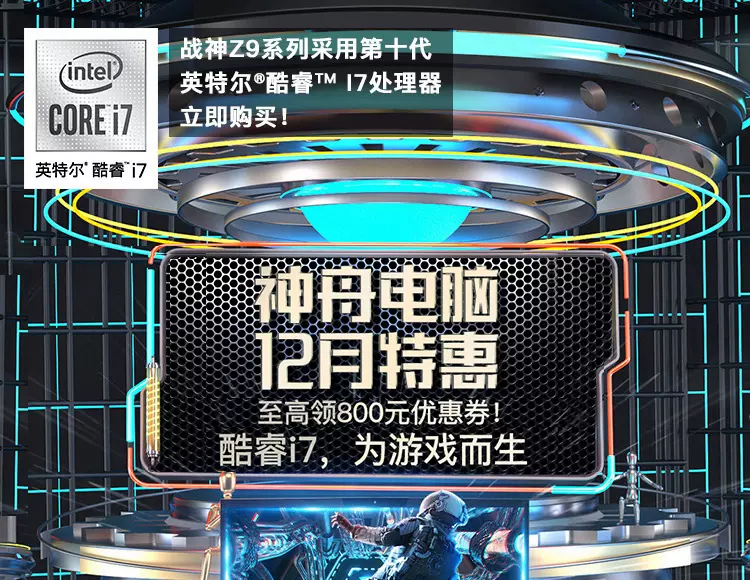 intel
CORE i7
英特尔® 酷睿™ i7
战神Z9系列采用第十代
英特尔®酷睿™ I7处理器
立即购买！
神舟电脑
12月特惠
至高领800元优惠券！
酷睿i7，为游戏而生